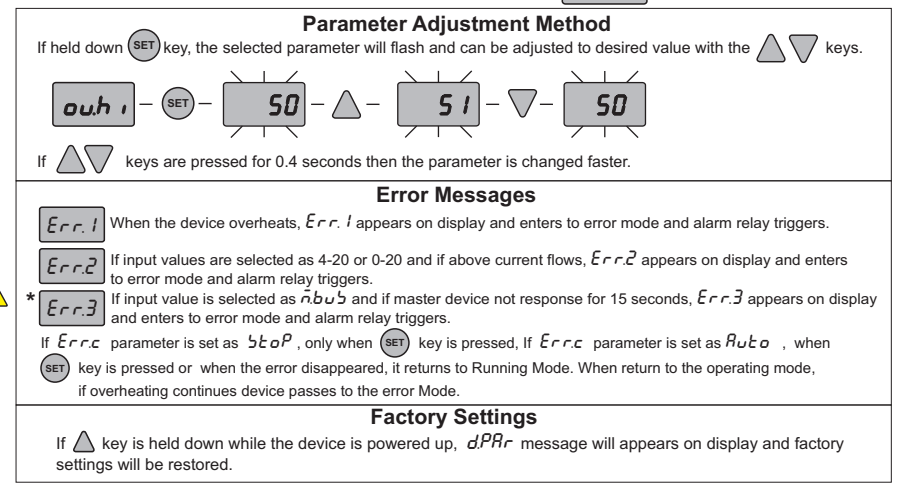 Parameter Adjustment Method
If held down SET key, the selected parameter will flash and can be adjusted to desired value with the keys.
ou.hi - SET - 50 - - 51 - - 50
If keys are pressed for 0.4 seconds then the parameter is changed faster.
Error Messages
Err.1 When the device overheats, Err.1 appears on display and enters to error mode and alarm relay triggers.
Err.2 If input values are selected as 4-20 or 0-20 and if above current flows, Err.2 appears on display and enters
to error mode and alarm relay triggers.
* Err.3 If input value is selected as n.buS and if master device not response for 15 seconds, Err.3 appears on display
and enters to error mode and alarm relay triggers.
If Err.c parameter is set as StoP , only when SET key is pressed, If Err.c parameter is set as Auto , when
SET key is pressed or when the error disappeared, it returns to Running Mode. When return to the operating mode,
if overheating continues device passes to the error Mode.
Factory Settings
If key is held down while the device is powered up, d.PAr message will appears on display and factory
settings will be restored.